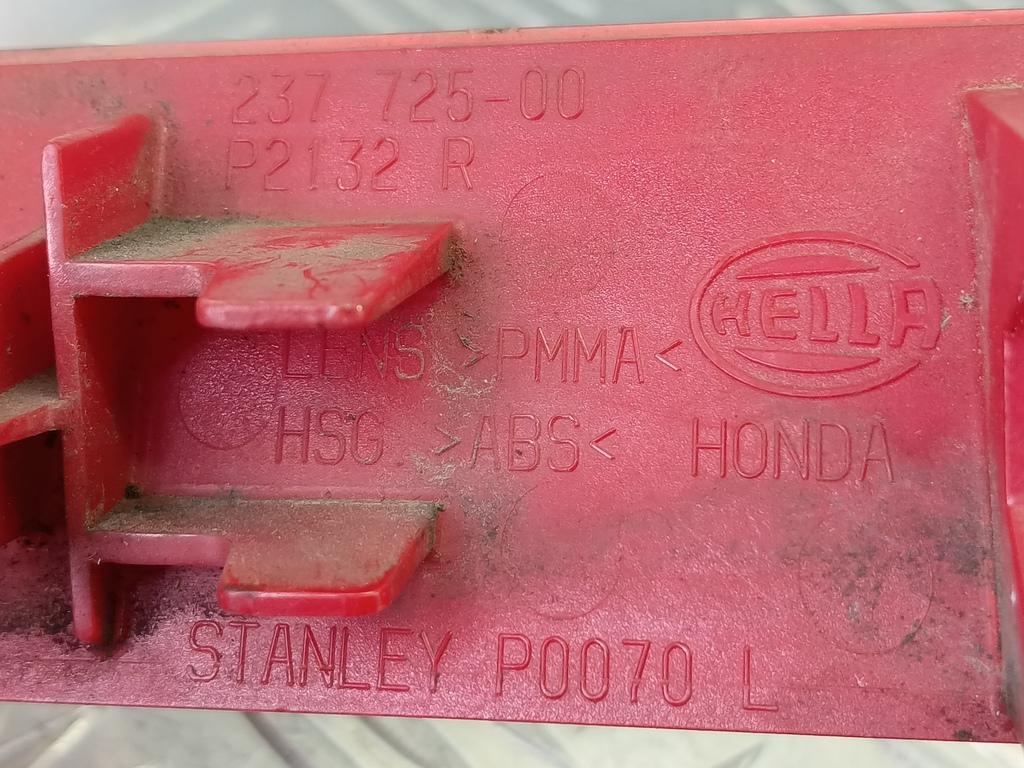 237 725-00
P2132 R
LENS >PMMA<
HELLA
HSG >ABS< HONDA
STANLEY P0070 L